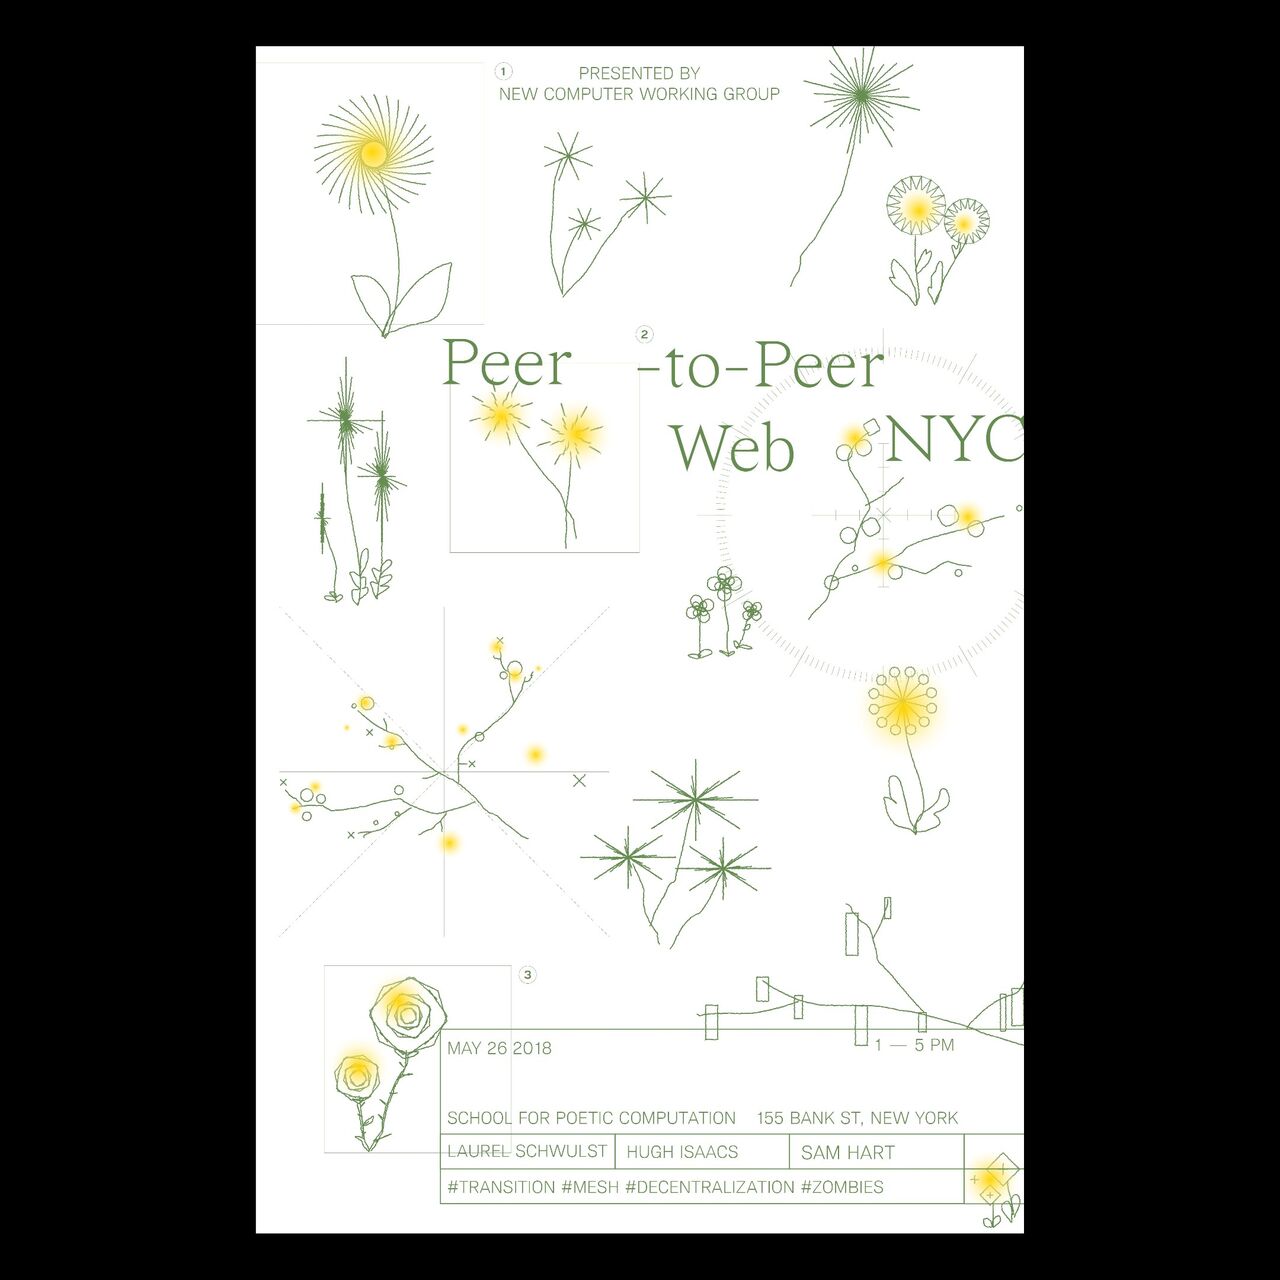 1
PRESENTED BY
NEW COMPUTER WORKING GROUP
2
Peer -to-Peer
Web NYC
3
MAY 26 2018 1 — 5 PM
SCHOOL FOR POETIC COMPUTATION 155 BANK ST, NEW YORK
LAUREL SCHWULST HUGH ISAACS SAM HART
#TRANSITION #MESH #DECENTRALIZATION #ZOMBIES